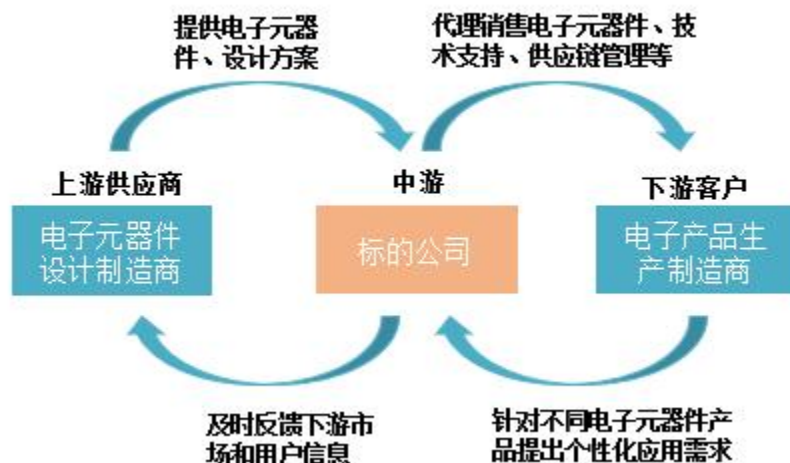 提供电子元器
件、设计方案
代理销售电子元器件、技
术支持、供应链管理等
上游供应商
中游
下游客户
电子元器件
设计制造商
标的公司
电子产品生
产制造商
及时反馈下游市
场和用户信息
针对不同电子元器件产
品提出个性化应用需求